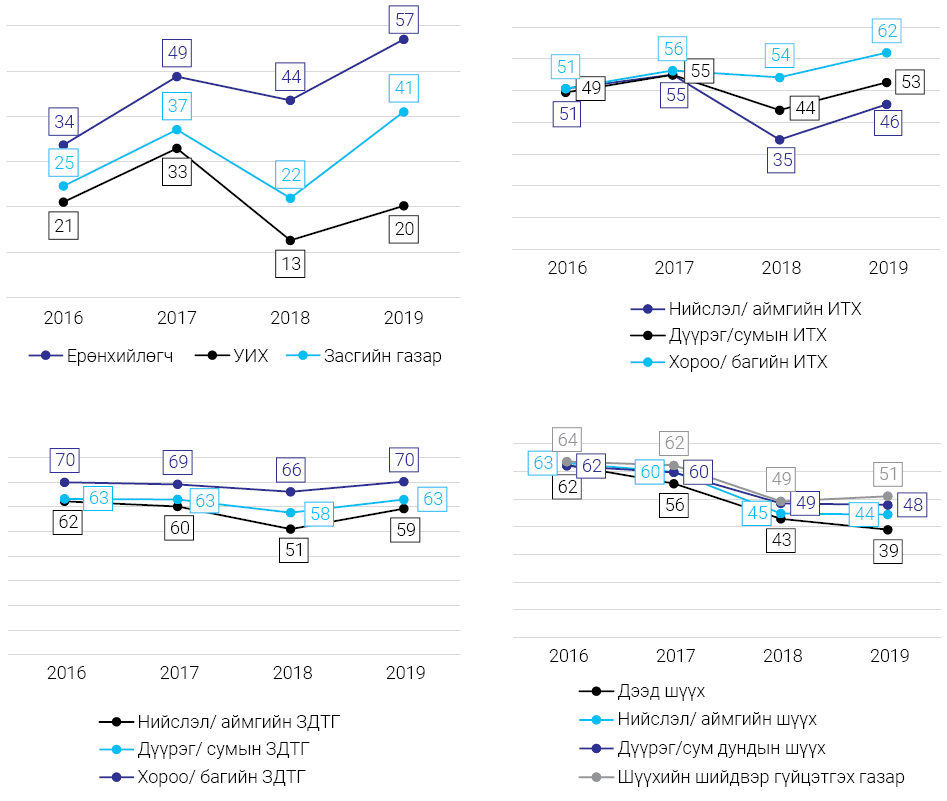 57
49
44
34
41
37
25
22
33
21
20
13
2016 2017 2018 2019
Ерөнхийлөгч УИХ Засгийн газар
62
56
54
51
55
53
49
44
51
55
46
35
2016 2017 2018 2019
Нийслэл/ аймгийн ИТХ
Дүүрэг/сумын ИТХ
Хороо/ багийн ИТХ
70 69 66 70
63 63 58 63
62 60 51 59
2016 2017 2018 2019
Нийслэл/ аймгийн ЗДТГ
Дүүрэг/ сумын ЗДТГ
Хороо/ багийн ЗДТГ
64 62 49 51
63 62 60 60 45 49 44 48
62 56 43 39
2016 2017 2018 2019
Дээд шүүх
Нийслэл/ аймгийн шүүх
Дүүрэг/сум дундын шүүх
Шүүхийн шийдвэр гүйцэтгэх газар